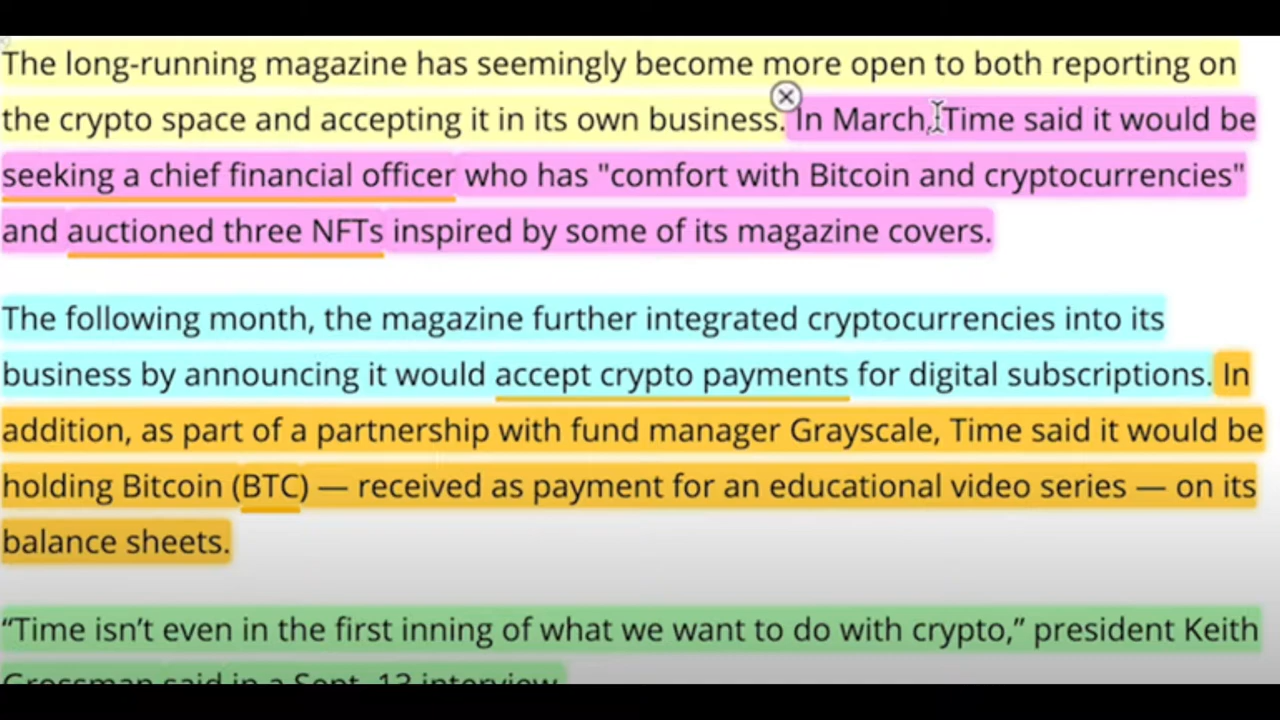 The long-running magazine has seemingly become more open to both reporting on
the crypto space and accepting it in its own business. In March, Time said it would be
seeking a chief financial officer who has "comfort with Bitcoin and cryptocurrencies"
and auctioned three NFTs inspired by some of its magazine covers.
The following month, the magazine further integrated cryptocurrencies into its
business by announcing it would accept crypto payments for digital subscriptions. In
addition, as part of a partnership with fund manager Grayscale, Time said it would be
holding Bitcoin (BTC) — received as payment for an educational video series — on its
balance sheets.
“Time isn’t even in the first inning of what we want to do with crypto,” president Keith
Grossman said in a Sept. 13 interview.